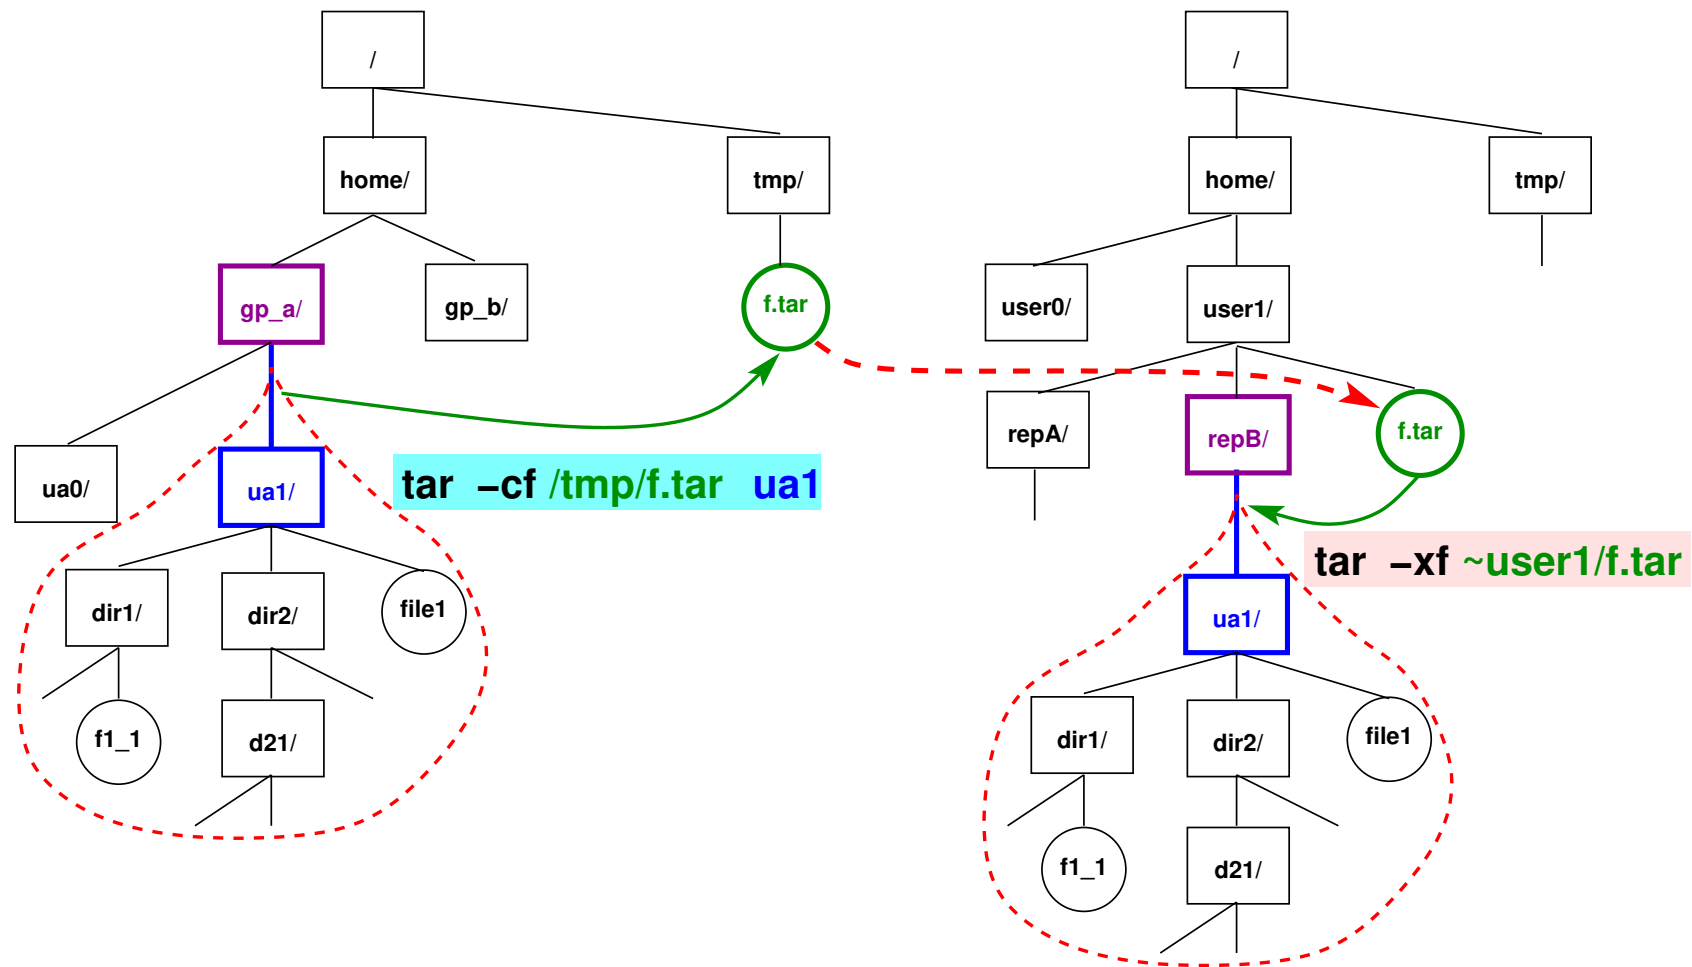 /
home/
tmp/
gp_a/
gp_b/
f.tar
ua0/
ua1/
tar −cf /tmp/f.tar ua1
dir1/
dir2/
file1
f1_1
d21/
/
home/
tmp/
user0/
user1/
repA/
repB/
f.tar
tar −xf ~user1/f.tar
ua1/
dir1/
dir2/
file1
f1_1
d21/